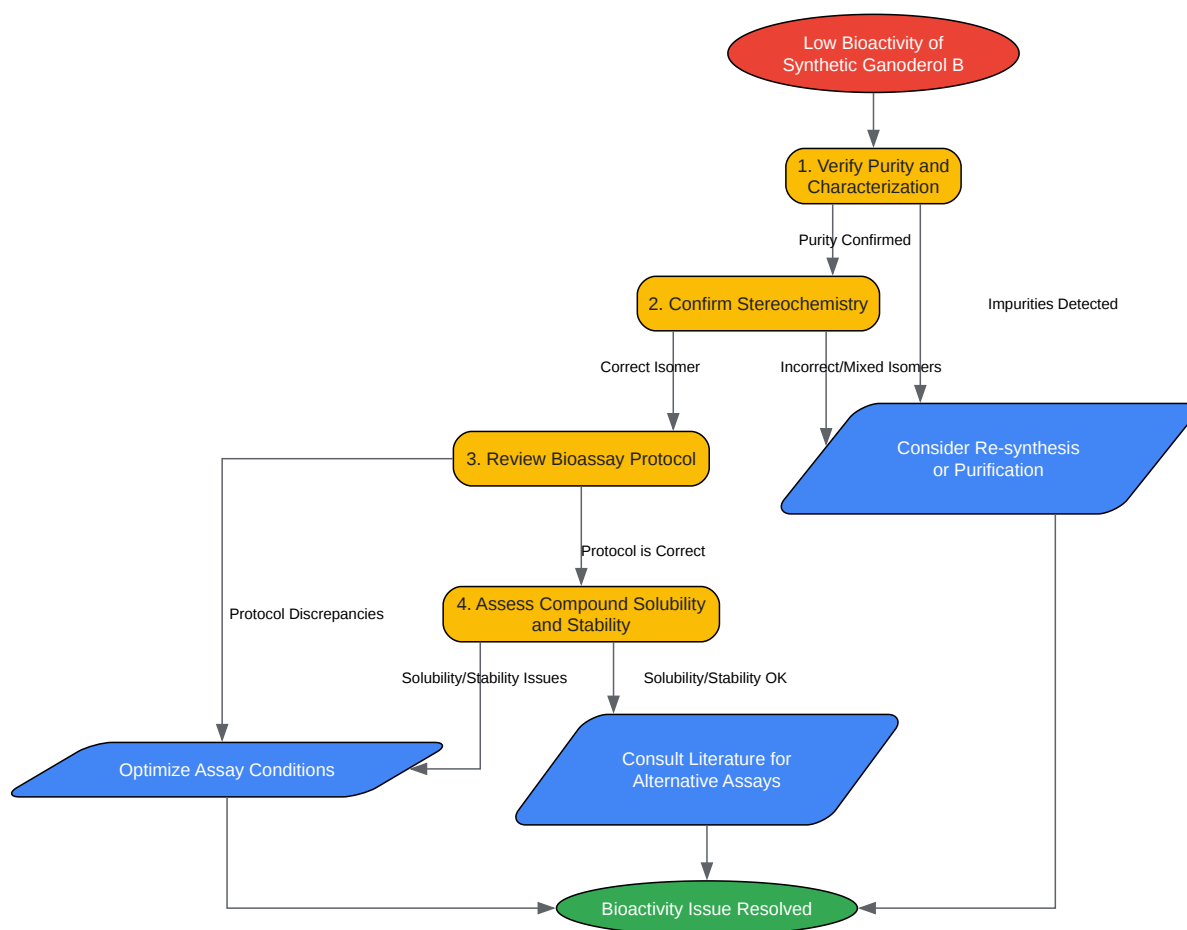 Low Bioactivity of
Synthetic Ganoderol B
1. Verify Purity and
Characterization
Purity Confirmed
2. Confirm Stereochemistry
Impurities Detected
Correct Isomer
Incorrect/Mixed Isomers
3. Review Bioassay Protocol
Consider Re-synthesis
or Purification
Protocol is Correct
4. Assess Compound Solubility
and Stability
Protocol Discrepancies
Solubility/Stability Issues
Solubility/Stability OK
Optimize Assay Conditions
Consult Literature for
Alternative Assays
Bioactivity Issue Resolved